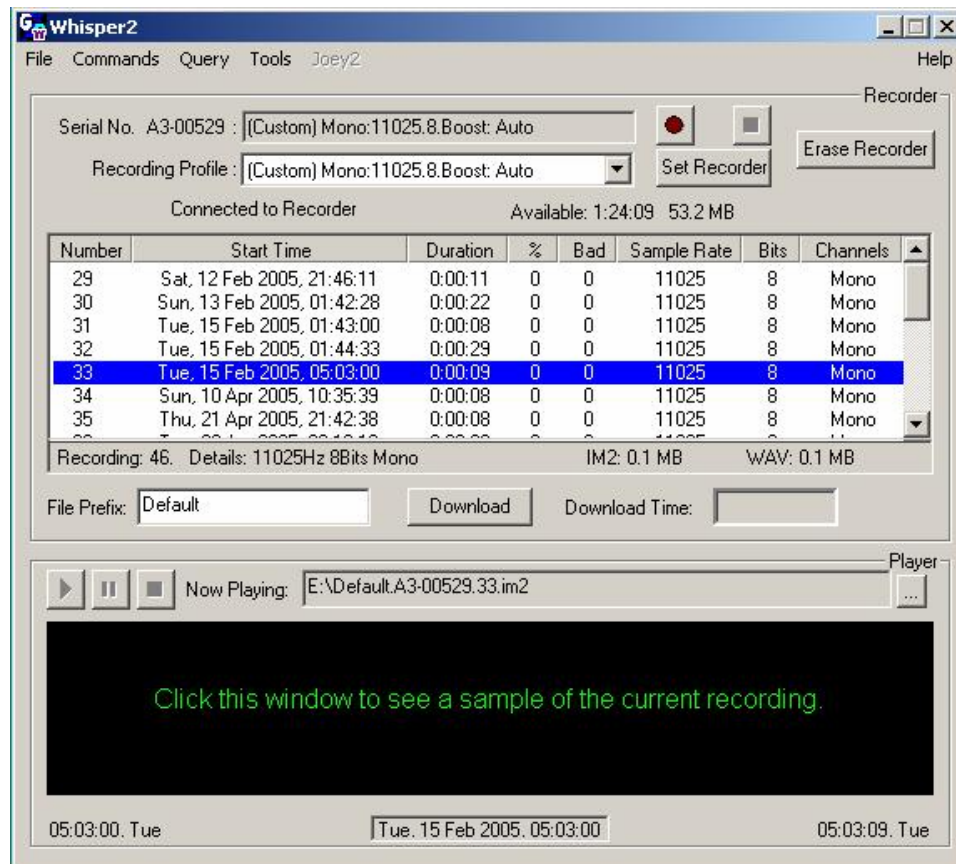 Whisper2
File Commands Query Tools Joey2 Help
Recorder
Serial No. A3-00529 : (Custom) Mono:11025.8.Boost: Auto
Erase Recorder
Recording Profile : (Custom) Mono:11025.8.Boost: Auto Set Recorder
Connected to Recorder Available: 1:24:09 53.2 MB
Number Start Time Duration % Bad Sample Rate Bits Channels
29 Sat, 12 Feb 2005, 21:46:11 0:00:11 0 0 11025 8 Mono
30 Sun, 13 Feb 2005, 01:42:28 0:00:22 0 0 11025 8 Mono
31 Tue, 15 Feb 2005, 01:43:00 0:00:08 0 0 11025 8 Mono
32 Tue, 15 Feb 2005, 01:44:33 0:00:29 0 0 11025 8 Mono
33 Tue, 15 Feb 2005, 05:03:00 0:00:09 0 0 11025 8 Mono
34 Sun, 10 Apr 2005, 10:35:39 0:00:08 0 0 11025 8 Mono
35 Thu, 21 Apr 2005, 21:42:38 0:00:08 0 0 11025 8 Mono
Recording: 46. Details: 11025Hz 8Bits Mono IM2: 0.1 MB WAV: 0.1 MB
File Prefix: Default Download Download Time:
Player
Now Playing: E:\Default.A3-00529.33.im2 ...
Click this window to see a sample of the current recording.
05:03:00. Tue Tue. 15 Feb 2005. 05:03:00 05:03:09. Tue